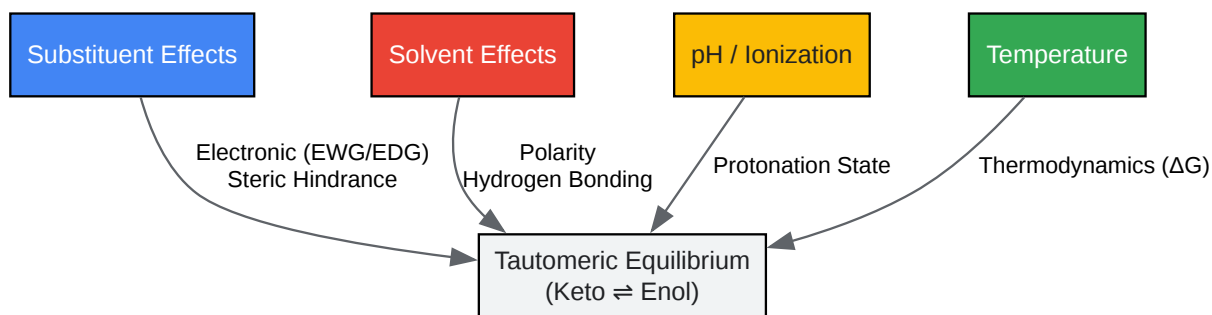 Substituent Effects
Solvent Effects
pH / Ionization
Temperature
Electronic (EWG/EDG)
Steric Hindrance
Polarity
Hydrogen Bonding
Protonation State
Thermodynamics (ΔG)
Tautomeric Equilibrium
(Keto ⇌ Enol)